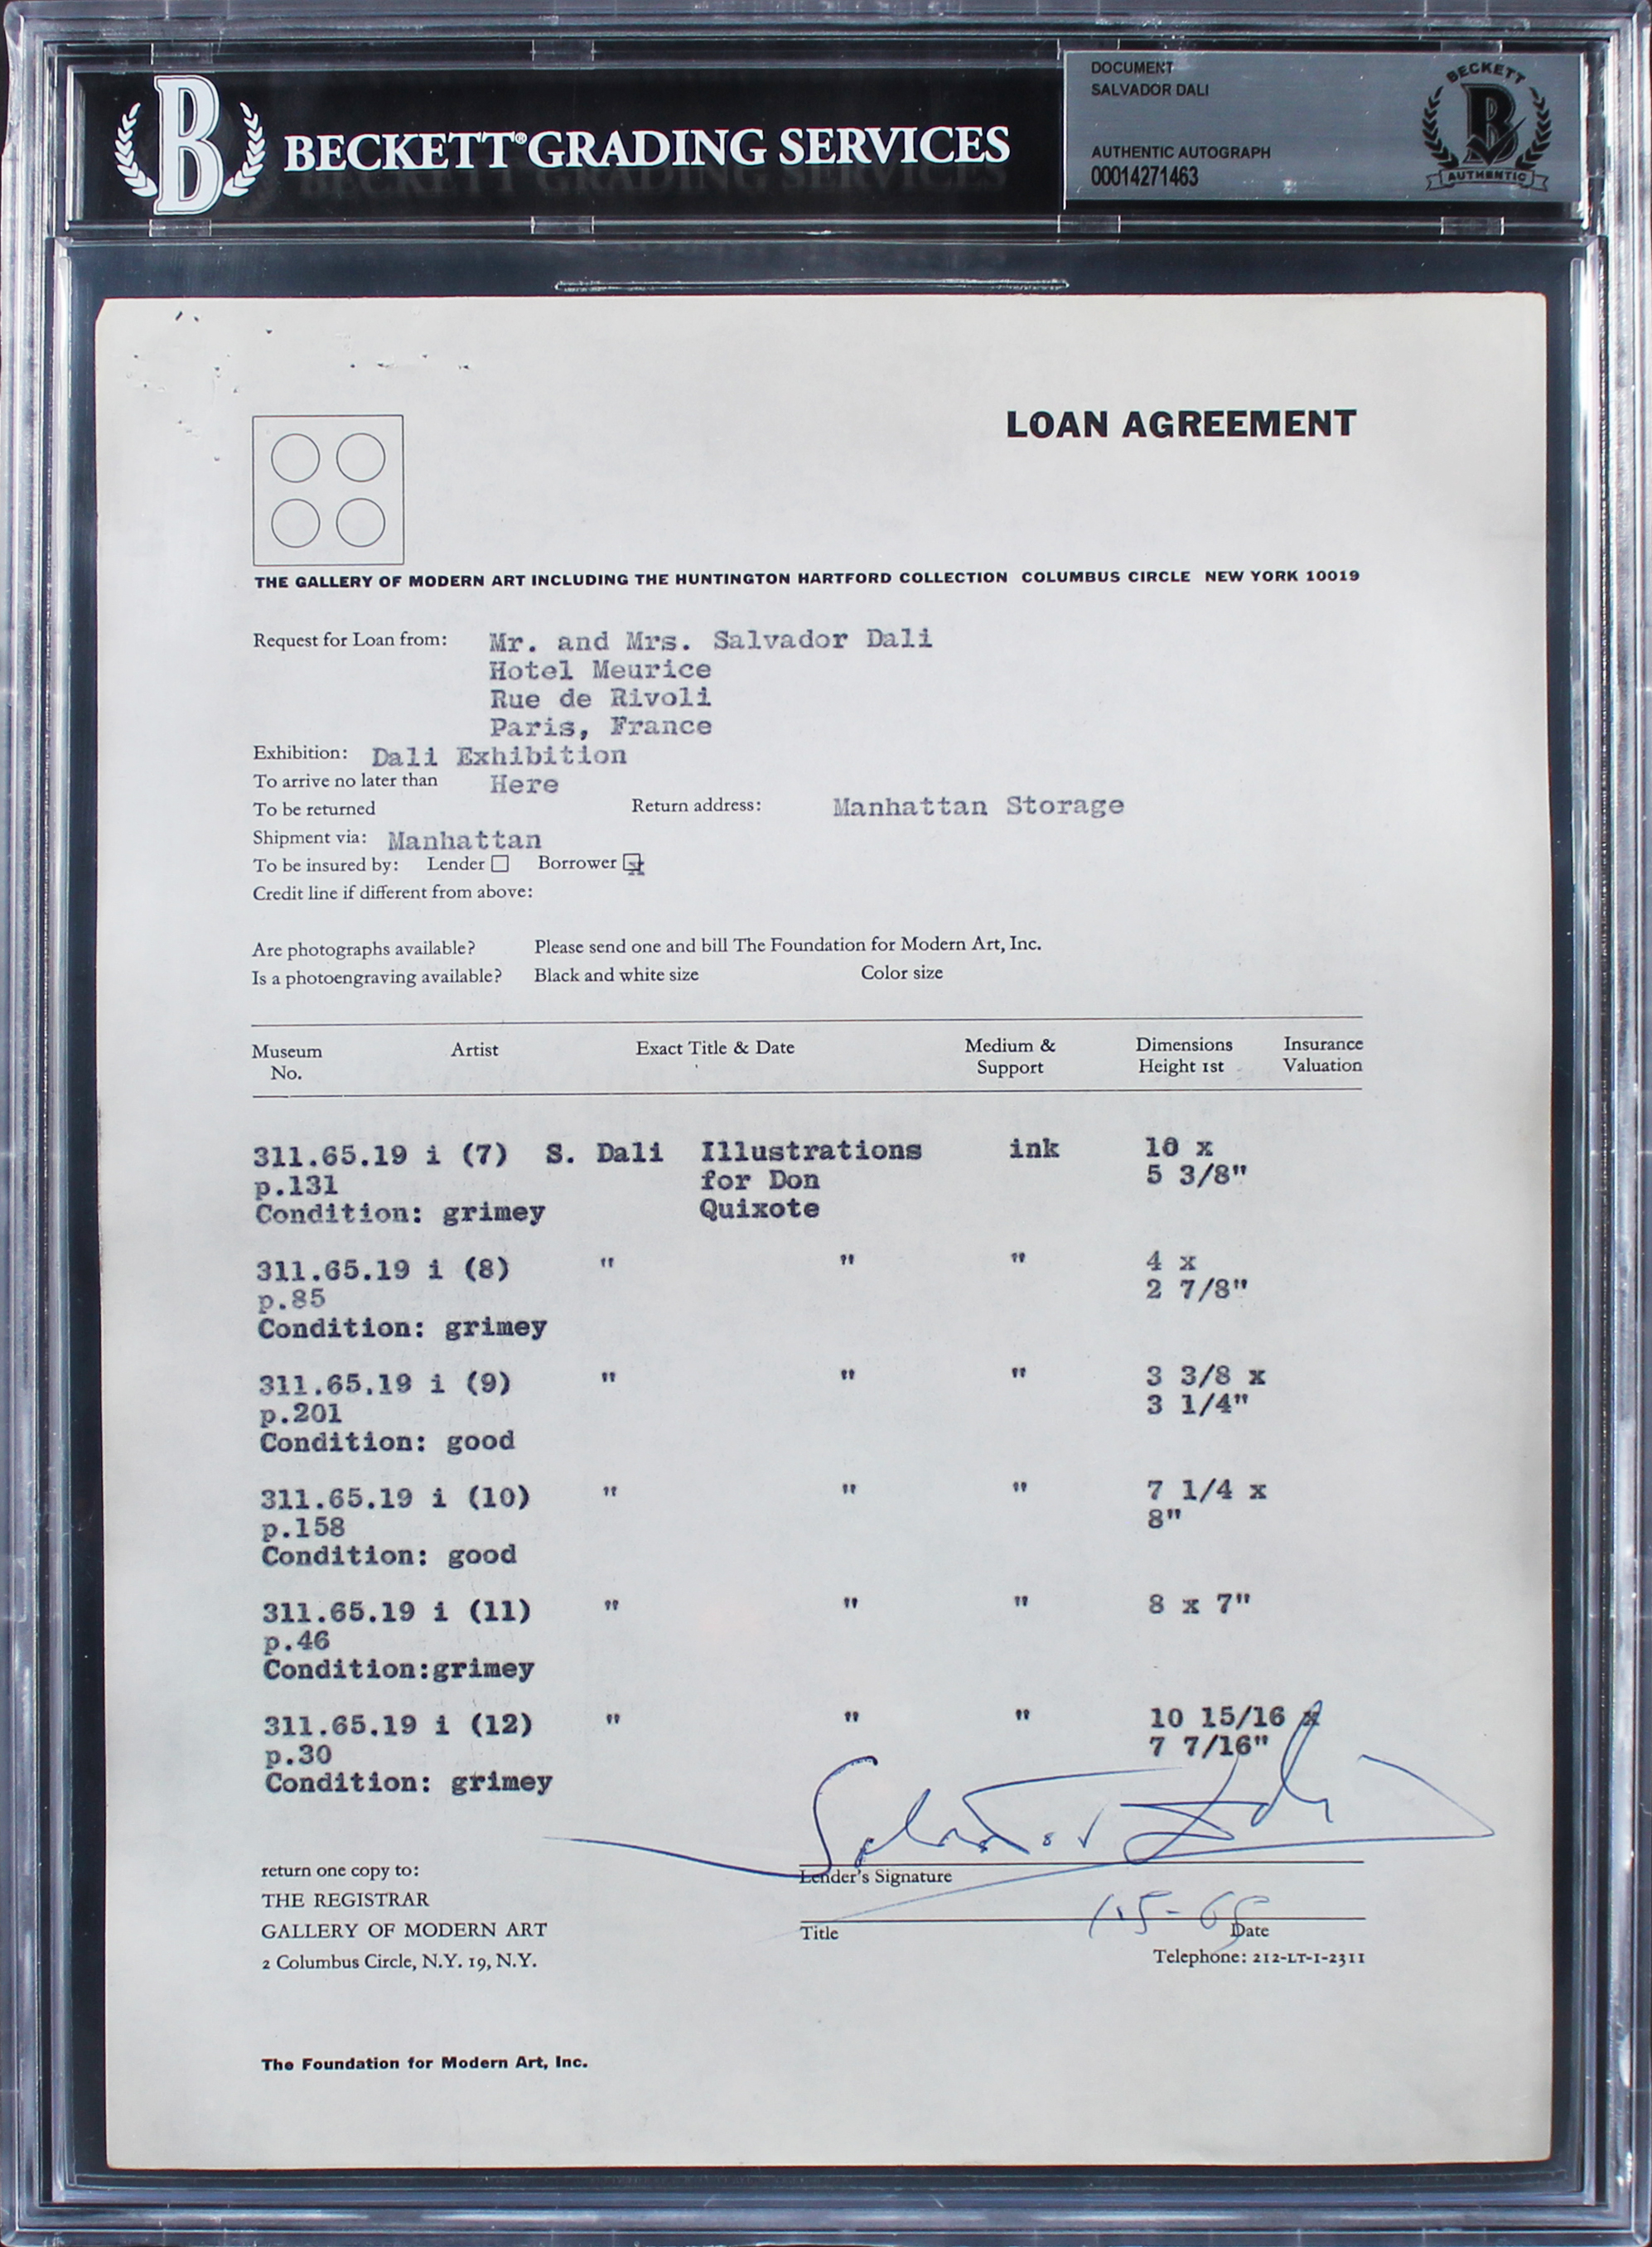 BECKETT® GRADING SERVICES
B
DOCUMENT
SALVADOR DALI
AUTHENTIC AUTOGRAPH
00014271463
BECKETT
B
AUTHENTIC
LOAN AGREEMENT
THE GALLERY OF MODERN ART INCLUDING THE HUNTINGTON HARTFORD COLLECTION COLUMBUS CIRCLE NEW YORK 10019
Request for Loan from: Mr. and Mrs. Salvador Dali
Hotel Meurice
Rue de Rivoli
Paris, France
Exhibition: Dali Exhibition
To arrive no later than Here
To be returned Return address: Manhattan Storage
Shipment via: Manhattan
To be insured by: Lender ☐ Borrower ☒
Credit line if different from above:
Are photographs available? Please send one and bill The Foundation for Modern Art, Inc.
Is a photoengraving available? Black and white size Color size
Museum Artist Exact Title & Date Medium & Dimensions Insurance
No. Support Height 1st Valuation
311.65.19 i (7) S. Dali Illustrations ink 10 x
p.131 for Don 5 3/8"
Condition: grimey Quixote
311.65.19 i (8) " " " 4 x
p.85 2 7/8"
Condition: grimey
311.65.19 i (9) " " " 3 3/8 x
p.201 3 1/4"
Condition: good
311.65.19 i (10) " " " 7 1/4 x
p.158 8"
Condition: good
311.65.19 i (11) " " " 8 x 7"
p.46
Condition:grimey
311.65.19 i (12) " " " 10 15/16 x
p.30 7 7/16"
Condition: grimey
Salvador Dali
return one copy to: Lender's Signature
THE REGISTRAR
GALLERY OF MODERN ART Title Date
2 Columbus Circle, N.Y. 19, N.Y. Telephone: 212-LT-1-2311
The Foundation for Modern Art, Inc.